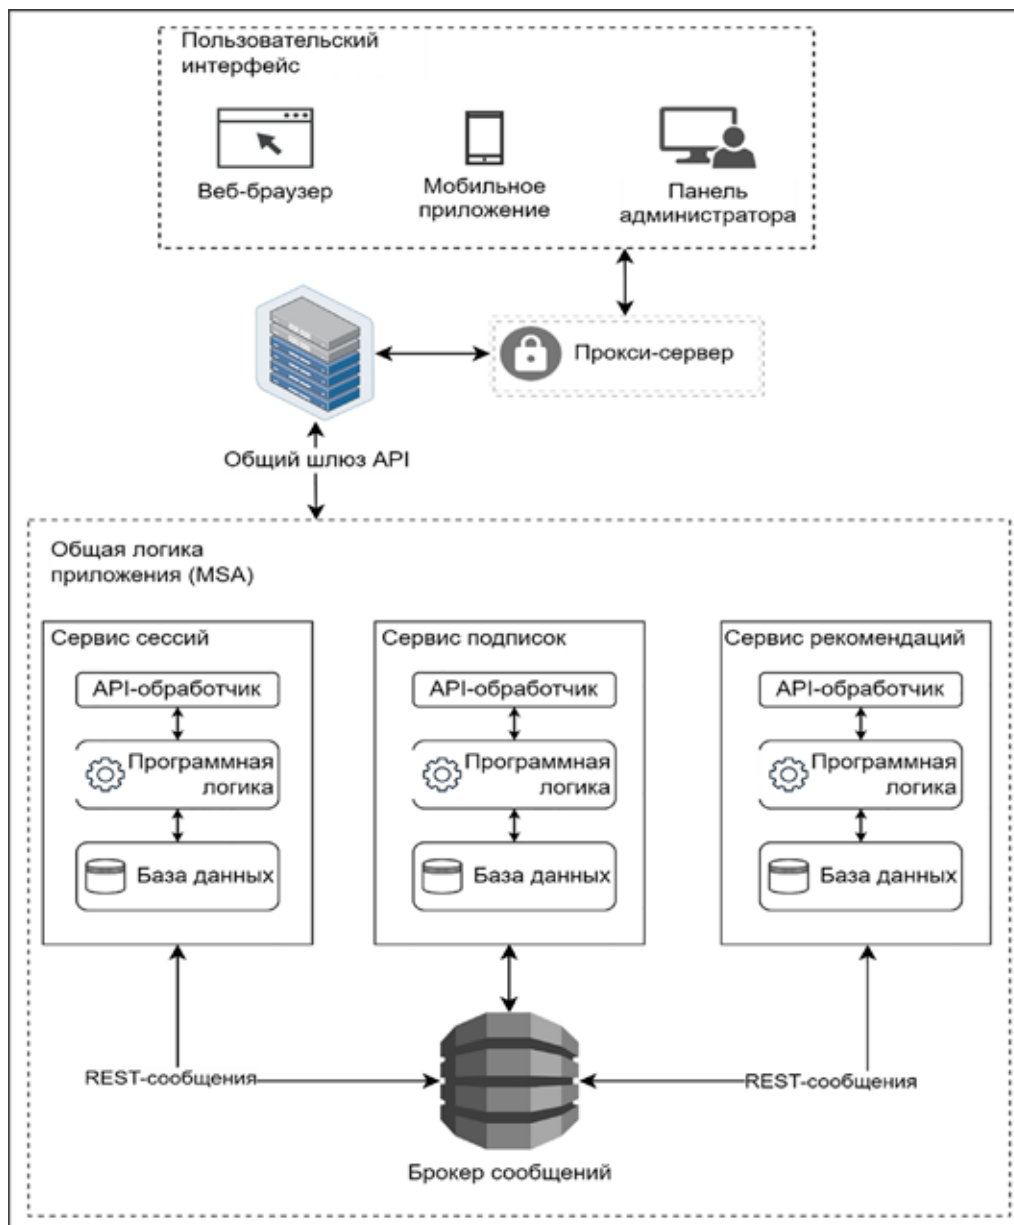 Пользовательский
интерфейс
Веб-браузер
Мобильное
приложение
Панель
администратора
Прокси-сервер
Общий шлюз API
Общая логика
приложения (MSA)
Сервис сессий
API-обработчик
Программная
логика
База данных
Сервис подписок
API-обработчик
Программная
логика
База данных
Сервис рекомендаций
API-обработчик
Программная
логика
База данных
REST-сообщения
REST-сообщения
Брокер сообщений